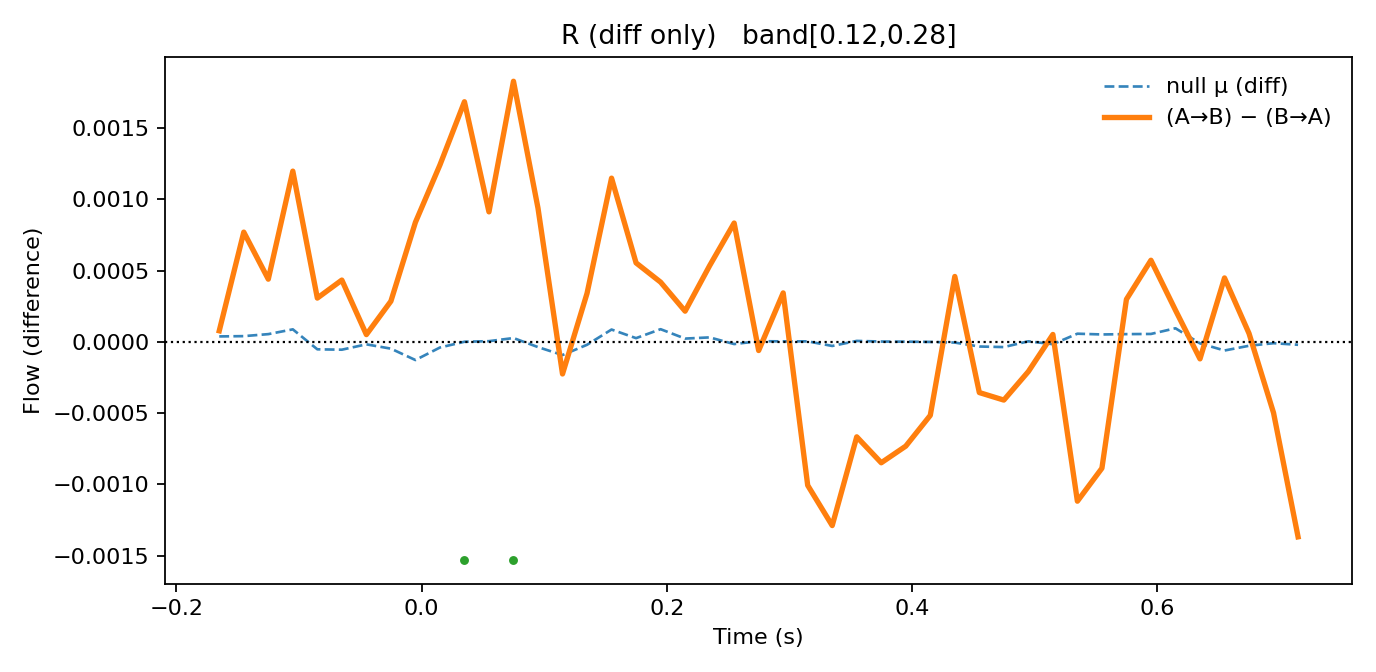 R (diff only)   band[0.12,0.28]
null μ (diff)
(A→B) − (B→A)
Flow (difference)
0.0015
0.0010
0.0005
0.0000
−0.0005
−0.0010
−0.0015
−0.2 0.0 0.2 0.4 0.6
Time (s)